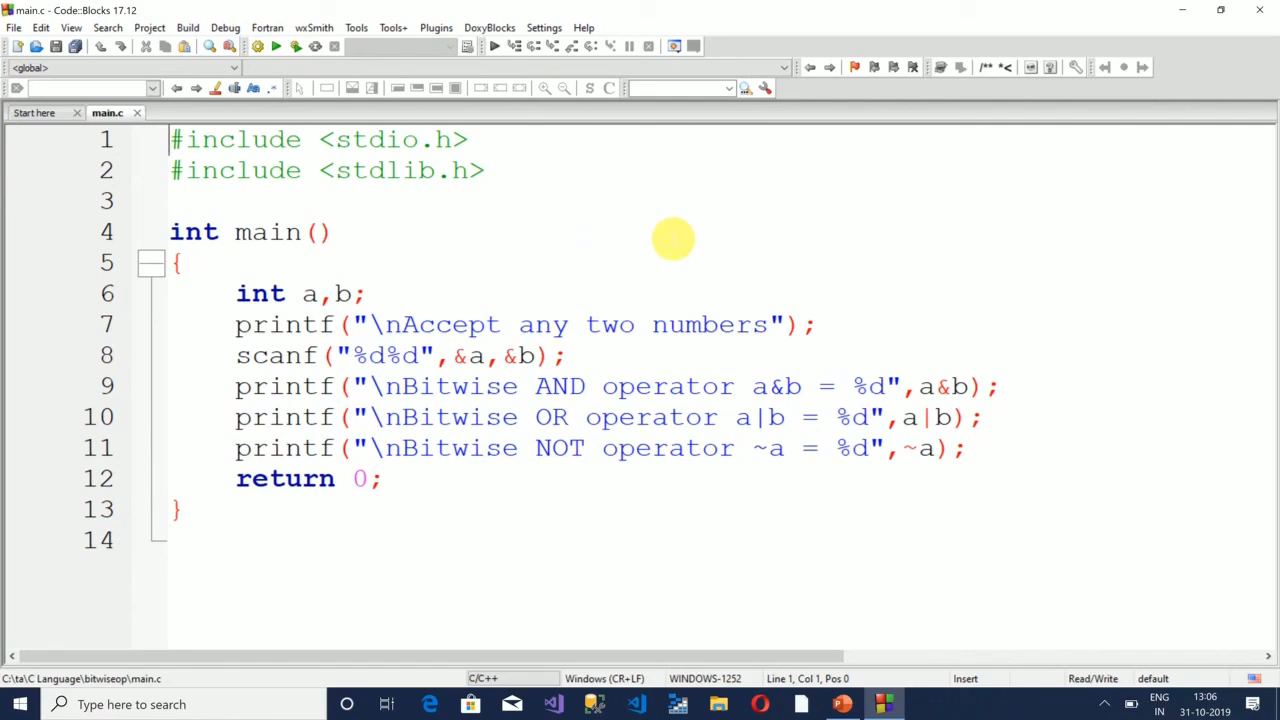 main.c - Code::Blocks 17.12
File Edit View Search Project Build Debug Fortran wxSmith Tools Tools+ Plugins DoxyBlocks Settings Help
<global>
/** *<
S C
Start here main.c
1 #include <stdio.h>
2 #include <stdlib.h>
3
4 int main()
5 {
6 int a,b;
7 printf("\nAccept any two numbers");
8 scanf("%d%d",&a,&b);
9 printf("\nBitwise AND operator a&b = %d",a&b);
10 printf("\nBitwise OR operator a|b = %d",a|b);
11 printf("\nBitwise NOT operator ~a = %d",~a);
12 return 0;
13 }
14
C:\ta\C Language\bitwiseop\main.c C/C++ Windows (CR+LF) WINDOWS-1252 Line 1, Col 1, Pos 0 Insert Read/Write default
Type here to search
ENG 13:06
IN 31-10-2019